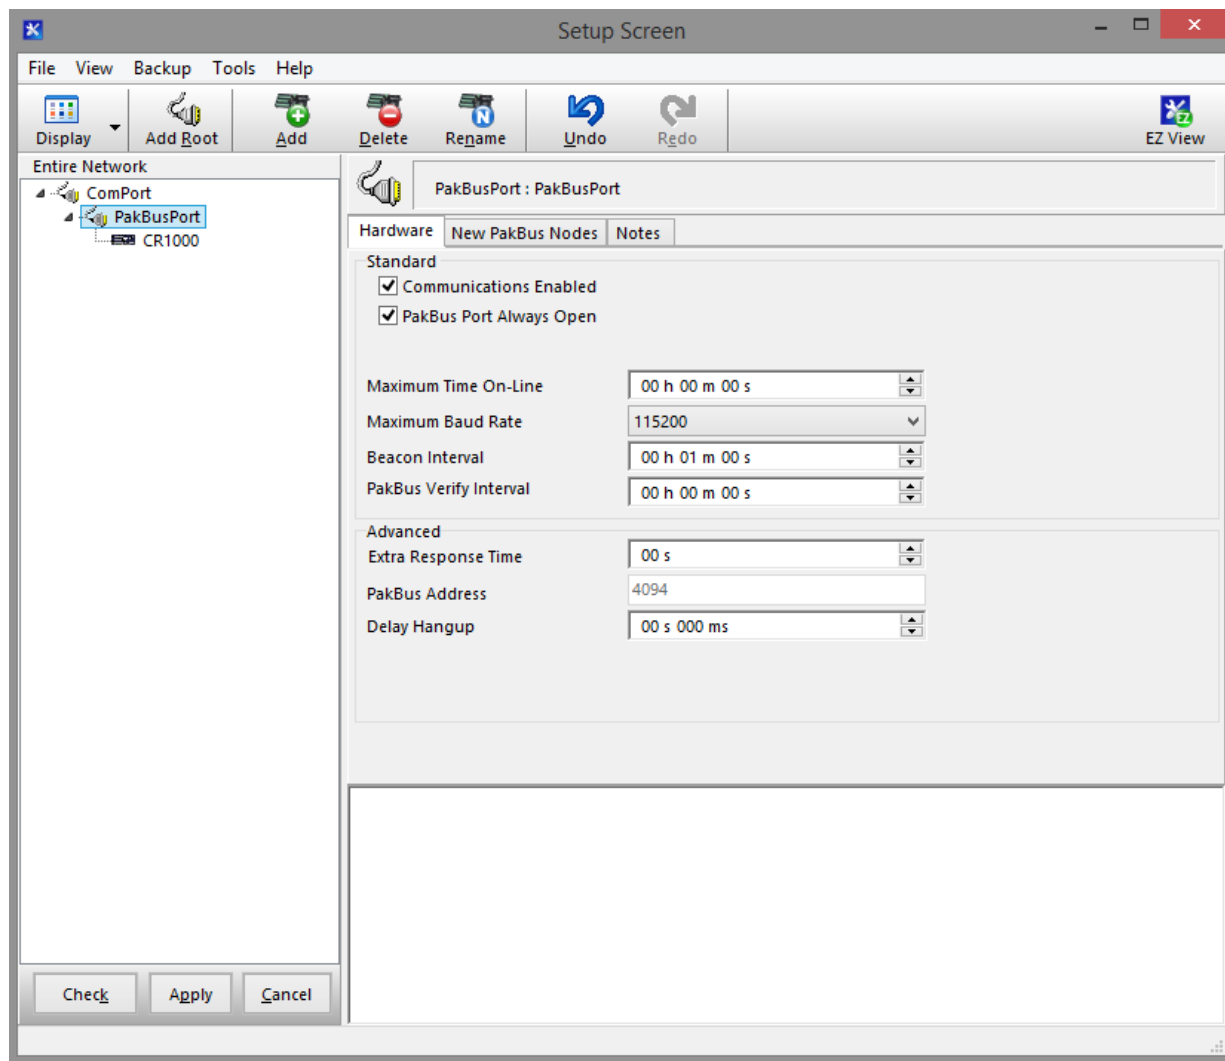 Setup Screen
File View Backup Tools Help
Display Add Root Add Delete Rename Undo Redo EZ View
Entire Network
ComPort
PakBusPort
CR1000
PakBusPort : PakBusPort
Hardware New PakBus Nodes Notes
Standard
Communications Enabled
PakBus Port Always Open
Maximum Time On-Line 00 h 00 m 00 s
Maximum Baud Rate 115200
Beacon Interval 00 h 01 m 00 s
PakBus Verify Interval 00 h 00 m 00 s
Advanced
Extra Response Time 00 s
PakBus Address 4094
Delay Hangup 00 s 000 ms
Check Apply Cancel